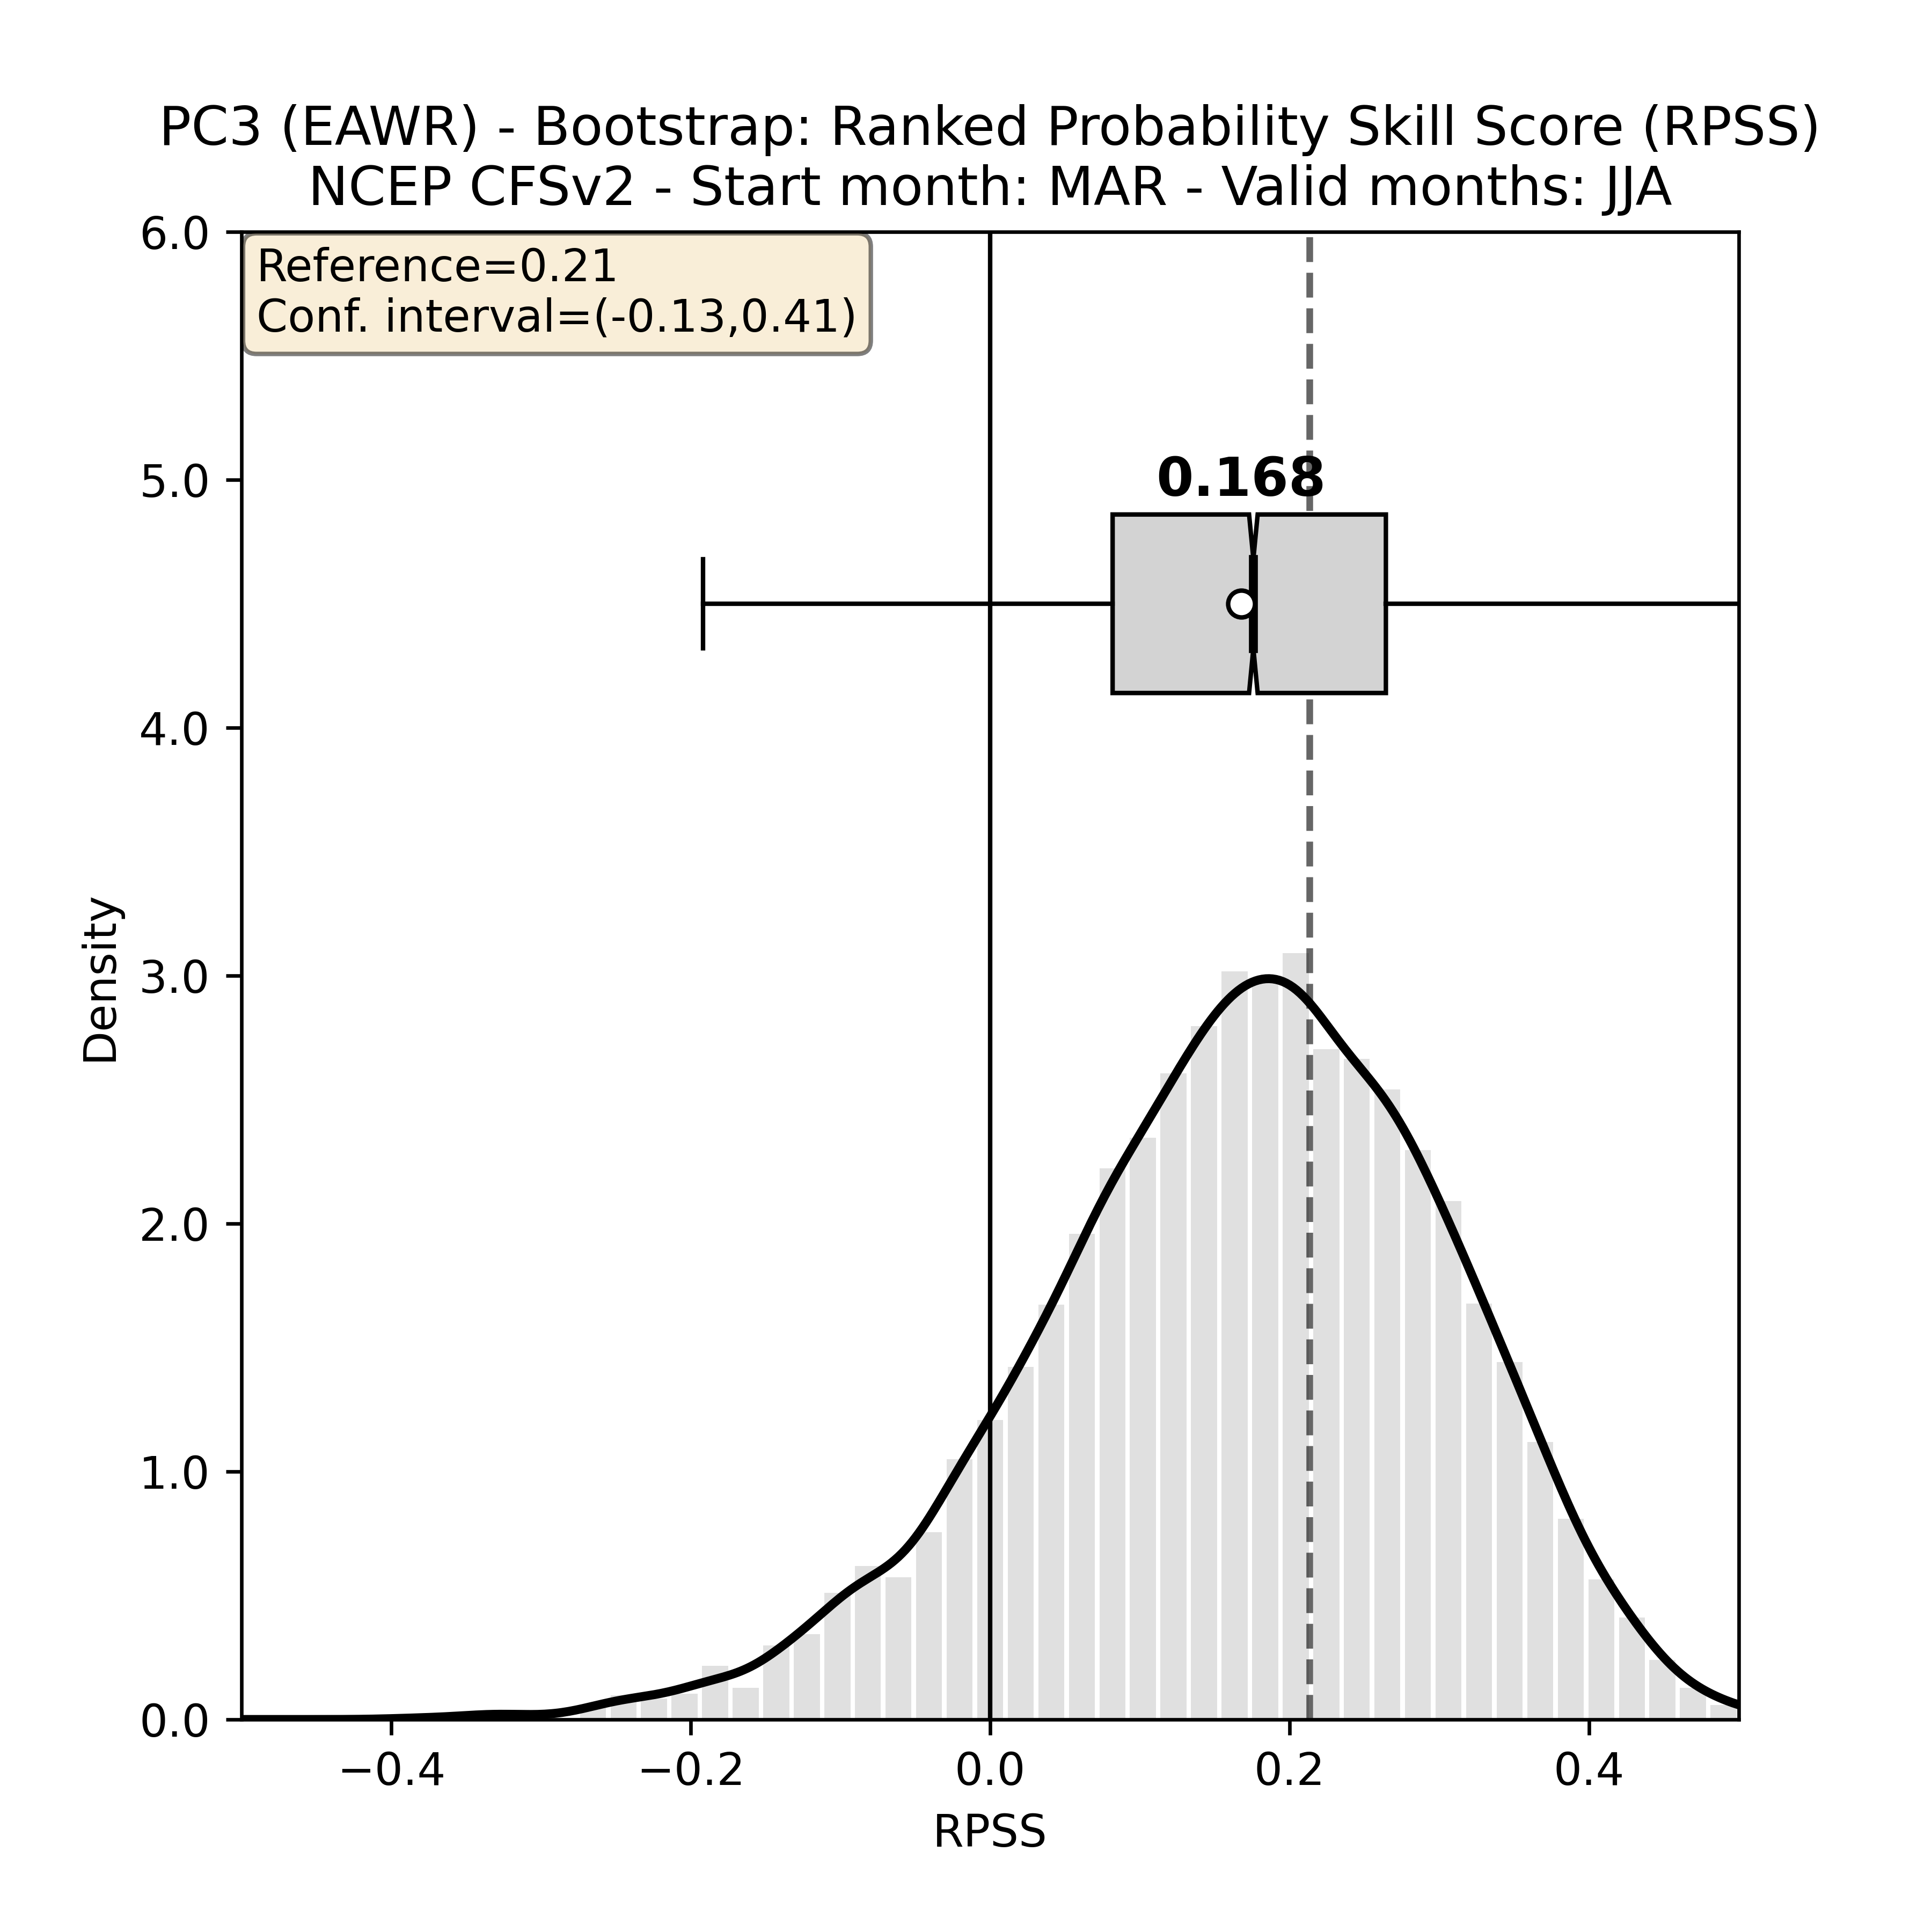 PC3 (EAWR) - Bootstrap: Ranked Probability Skill Score (RPSS)
NCEP CFSv2 - Start month: MAR - Valid months: JJA
Reference=0.21
Conf. interval=(-0.13,0.41)
0.168
6.0
5.0
4.0
3.0
2.0
1.0
0.0
Density
−0.4
−0.2
0.0
0.2
0.4
RPSS